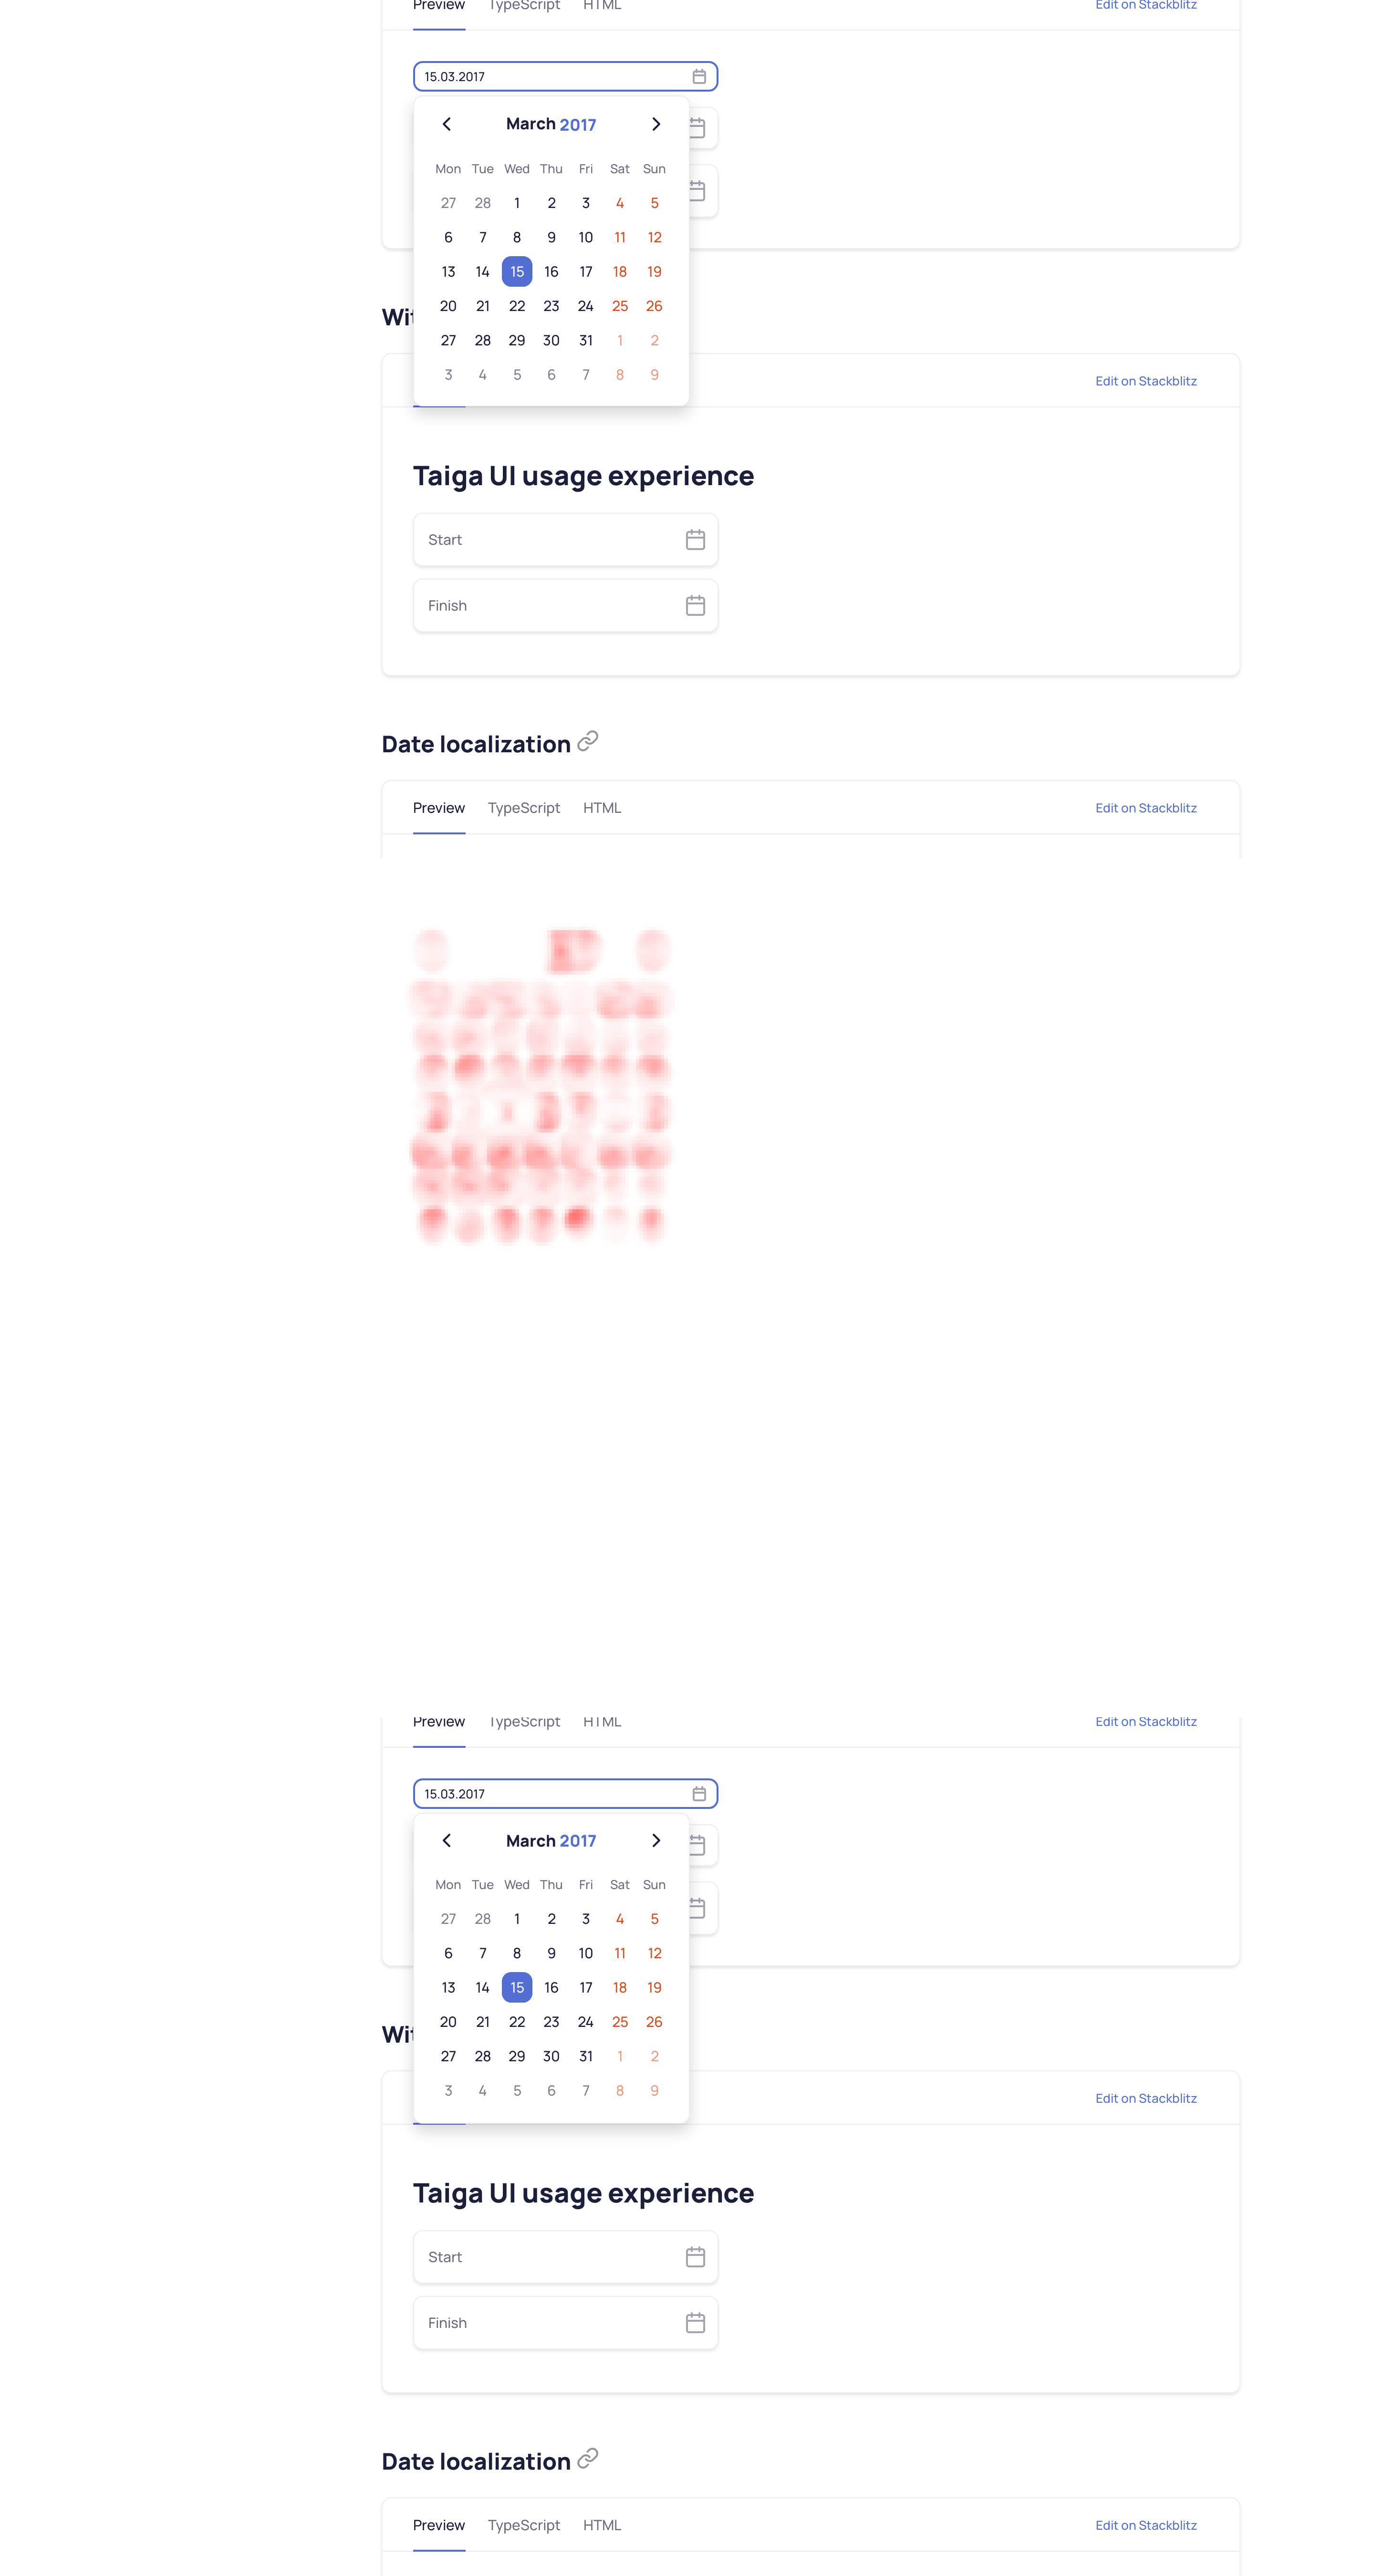 Preview TypeScript HTML Edit on Stackblitz
15.03.2017
March 2017
Mon Tue Wed Thu Fri Sat Sun
27 28 1 2 3 4 5
6 7 8 9 10 11 12
13 14 15 16 17 18 19
20 21 22 23 24 25 26
27 28 29 30 31 1 2
3 4 5 6 7 8 9
Wit
Edit on Stackblitz
Taiga UI usage experience
Start
Finish
Date localization
Preview TypeScript HTML Edit on Stackblitz
Preview TypeScript HTML Edit on Stackblitz
15.03.2017
March 2017
Mon Tue Wed Thu Fri Sat Sun
27 28 1 2 3 4 5
6 7 8 9 10 11 12
13 14 15 16 17 18 19
20 21 22 23 24 25 26
27 28 29 30 31 1 2
3 4 5 6 7 8 9
Wit
Edit on Stackblitz
Taiga UI usage experience
Start
Finish
Date localization
Preview TypeScript HTML Edit on Stackblitz